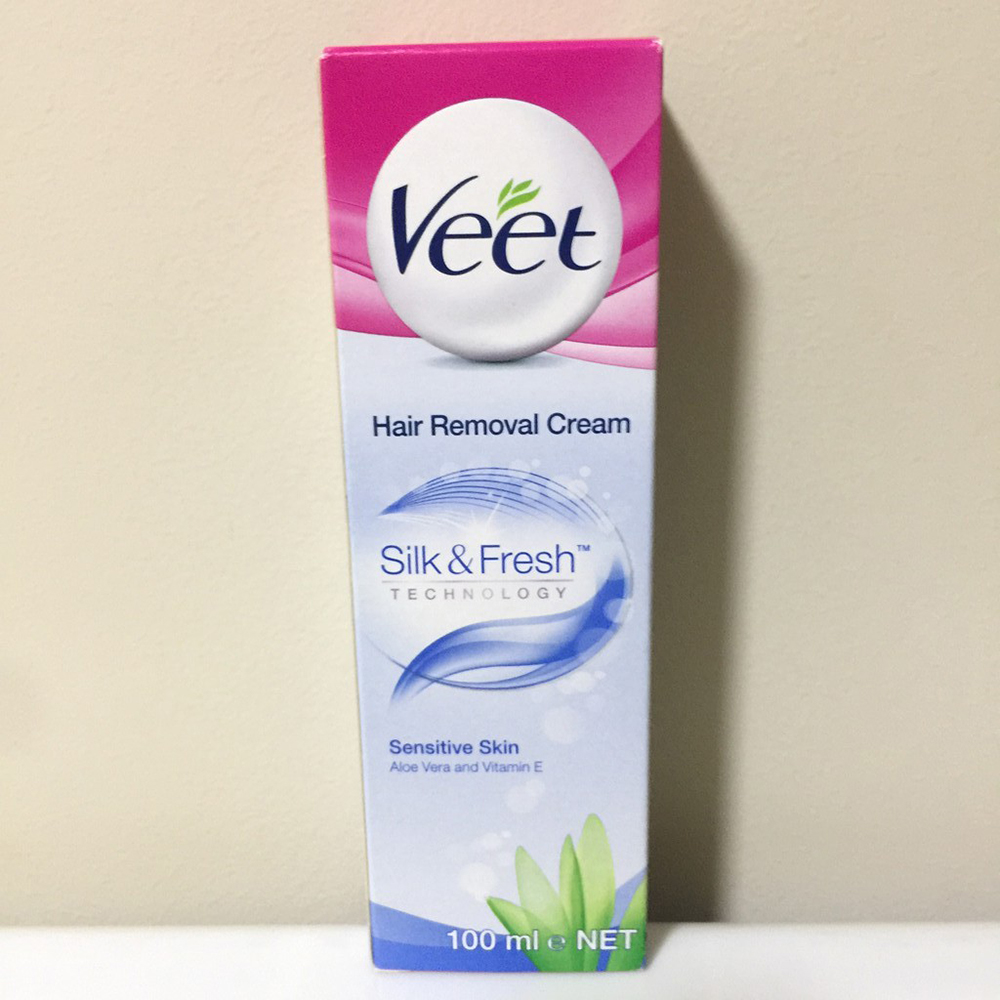 Veet
Hair Removal Cream
Silk & Fresh™
TECHNOLOGY
Sensitive Skin
Aloe Vera and Vitamin E
100 ml ℮ NET